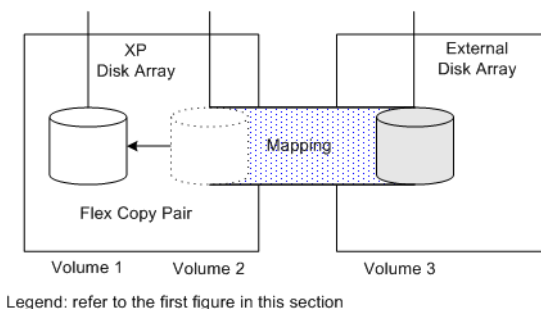 XP
Disk Array
External
Disk Array
Mapping
Flex Copy Pair
Volume 1
Volume 2
Volume 3
Legend: refer to the first figure in this section